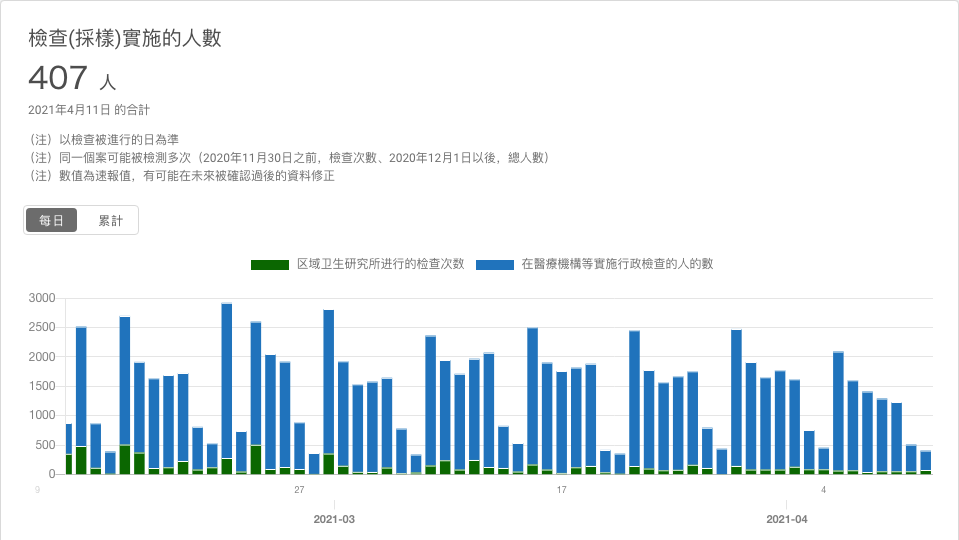 檢查(採樣)實施的人數
407 人
2021年4月11日 的合計
（注）以檢查被進行的日為準
（注）同一個案可能被檢測多次（2020年11月30日之前，檢查次數、2020年12月1日以後，總人數）
（注）數值為速報值，有可能在未來被確認過後的資料修正
每日 累計
区域卫生研究所进行的检查次数 在醫療機構等實施行政檢查的人的數
3000
2500
2000
1500
1000
500
0
9 27 17 4
2021-03 2021-04